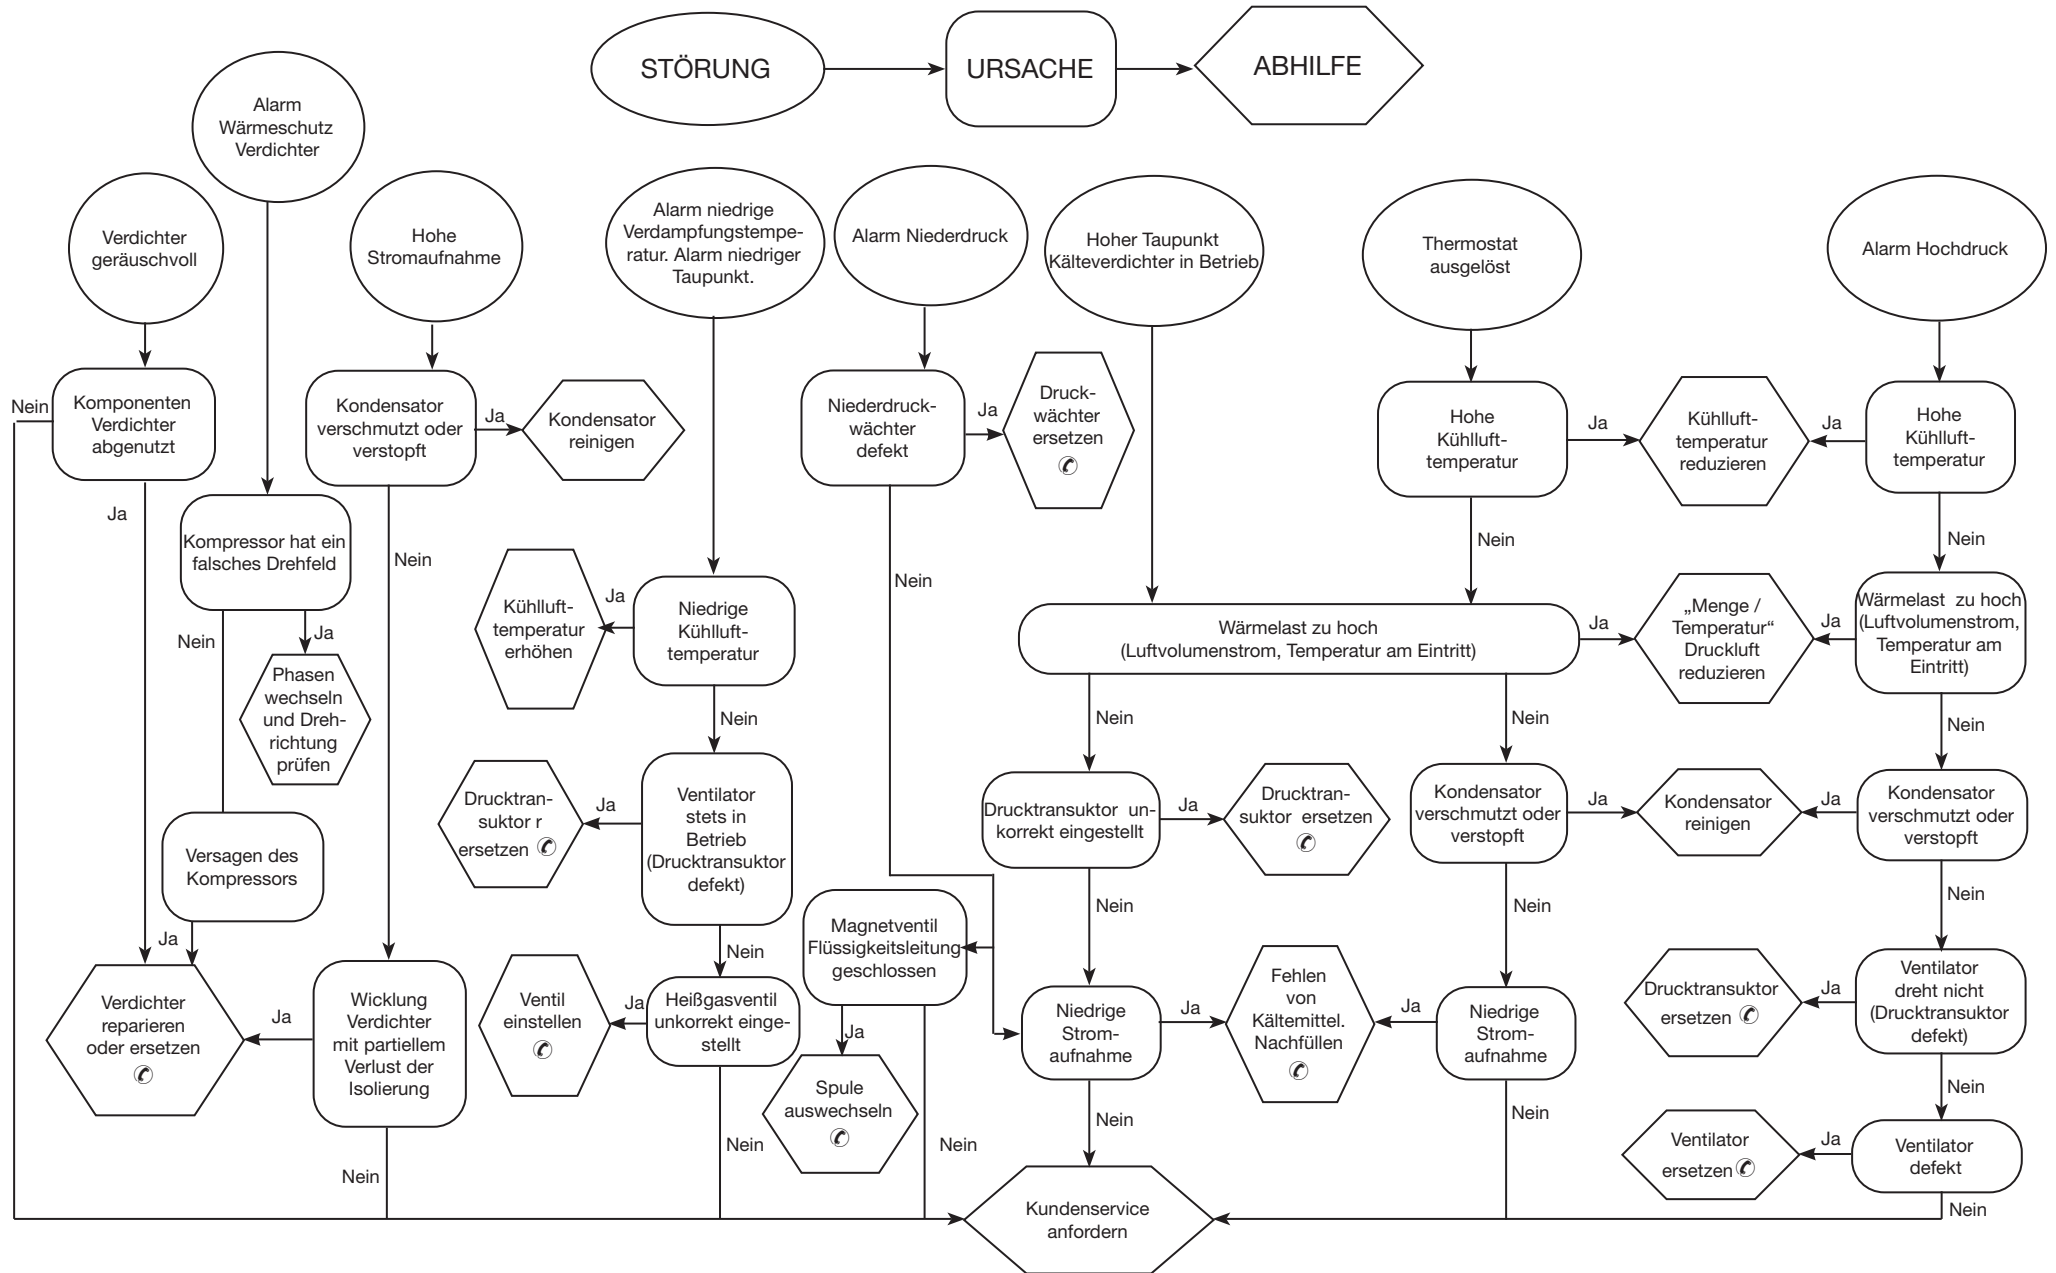 STÖRUNG
URSACHE
ABHILFE
Alarm
Wärmeschutz
Verdichter
Verdichter
geräuschvoll
Hohe
Stromaufnahme
Alarm niedrige
Verdampfungstempe-
ratur. Alarm niedriger
Taupunkt.
Alarm Niederdruck
Hoher Taupunkt
Kälteverdichter in Betrieb
Thermostat
ausgelöst
Alarm Hochdruck
Nein
Komponenten
Verdichter
abgenutzt
Ja
Kondensator
verschmutzt oder
verstopft
Ja
Kondensator
reinigen
Niederdruck-
wächter
defekt
Ja
Druck-
wächter
ersetzen
Hohe
Kühlluft-
temperatur
Ja
Kühlluft-
temperatur
reduzieren
Ja
Hohe
Kühlluft-
temperatur
Kompressor hat ein
falsches Drehfeld
Nein
Ja
Phasen
wechseln
und Dreh-
richtung
prüfen
Nein
Kühlluft-
temperatur
erhöhen
Ja
Niedrige
Kühlluft-
temperatur
Nein
Nein
Nein
Wärmelast zu hoch
(Luftvolumenstrom, Temperatur am Eintritt)
Ja
„Menge /
Temperatur“
Druckluft
reduzieren
Ja
Wärmelast zu hoch
(Luftvolumenstrom,
Temperatur am
Eintritt)
Nein
Nein
Nein
Nein
Versagen des
Kompressors
Ja
Drucktran-
suktor r
ersetzen
Ja
Ventilator
stets in
Betrieb
(Drucktransuktor
defekt)
Drucktransuktor un-
korrekt eingestellt
Ja
Drucktran-
suktor ersetzen
Kondensator
verschmutzt oder
verstopft
Ja
Kondensator
reinigen
Ja
Kondensator
verschmutzt oder
verstopft
Nein
Magnetventil
Flüssigkeitsleitung
geschlossen
Nein
Nein
Nein
Verdichter
reparieren
oder ersetzen
Ja
Wicklung
Verdichter
mit partiellem
Verlust der
Isolierung
Ventil
einstellen
Ja
Heißgasventil
unkorrekt einge-
stellt
Ja
Spule
auswechseln
Niedrige
Strom-
aufnahme
Ja
Fehlen
von
Kältemittel.
Nachfüllen
Ja
Niedrige
Strom-
aufnahme
Drucktransuktor
ersetzen
Ja
Ventilator
dreht nicht
(Drucktransuktor
defekt)
Nein
Nein
Nein
Nein
Nein
Nein
Ventilator
ersetzen
Ja
Ventilator
defekt
Nein
Kundenservice
anfordern